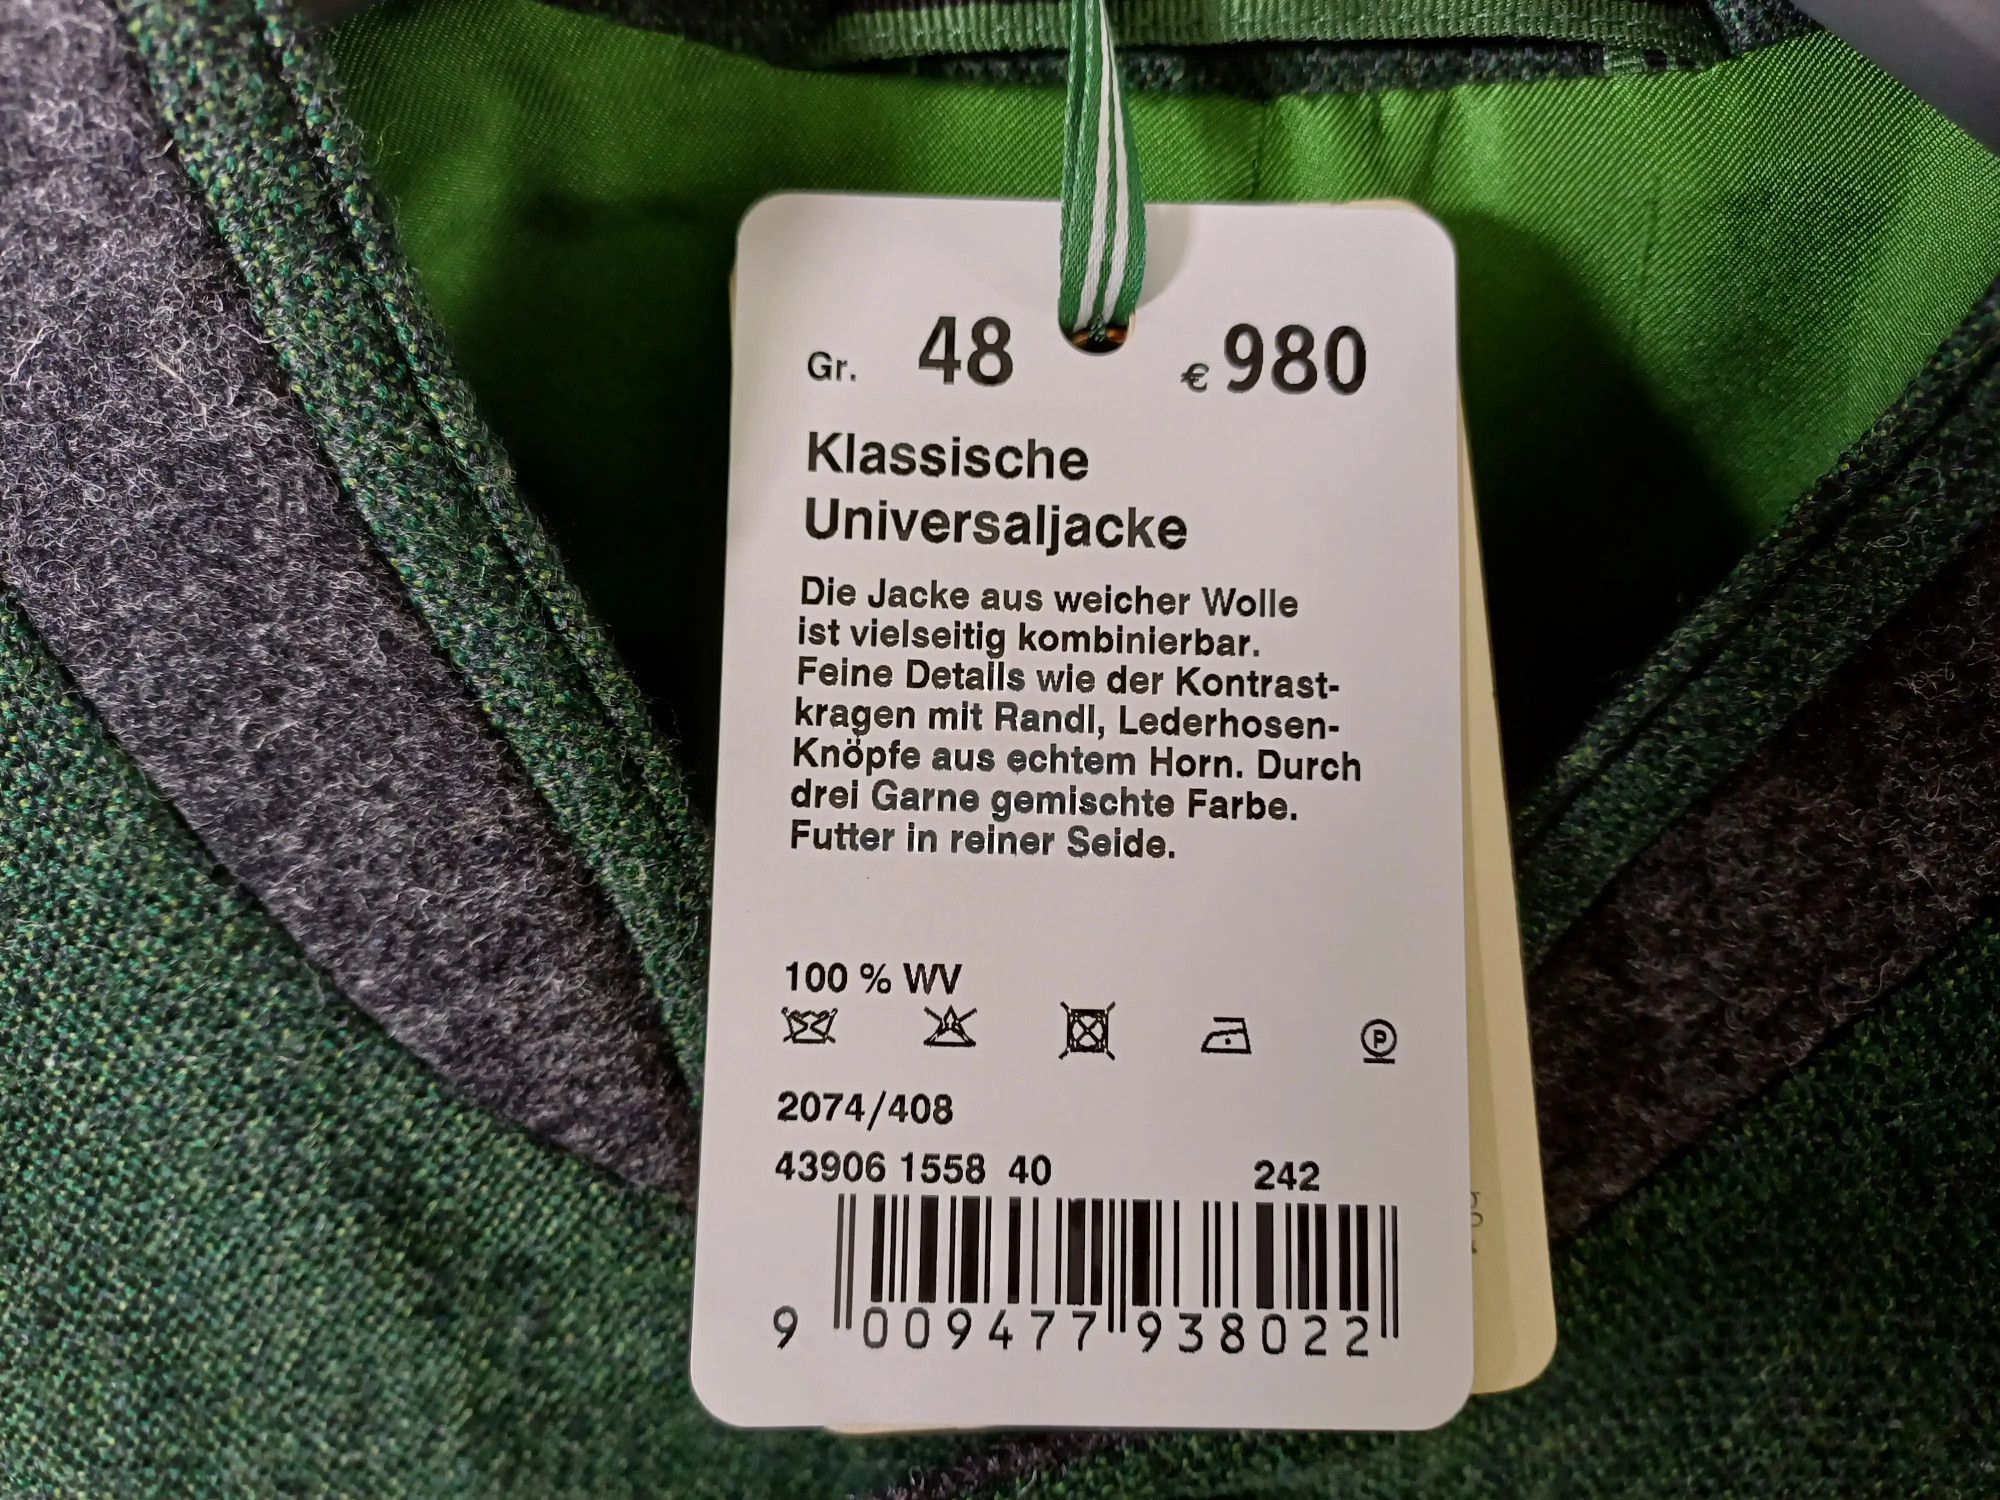 Gr. 48 € 980
Klassische
Universaljacke
Die Jacke aus weicher Wolle
ist vielseitig kombinierbar.
Feine Details wie der Kontrast-
kragen mit Randl, Lederhosen-
Knöpfe aus echtem Horn. Durch
drei Garne gemischte Farbe.
Futter in reiner Seide.
100 % WV
P
2074/408
43906 1558 40 242
9 009477 938022